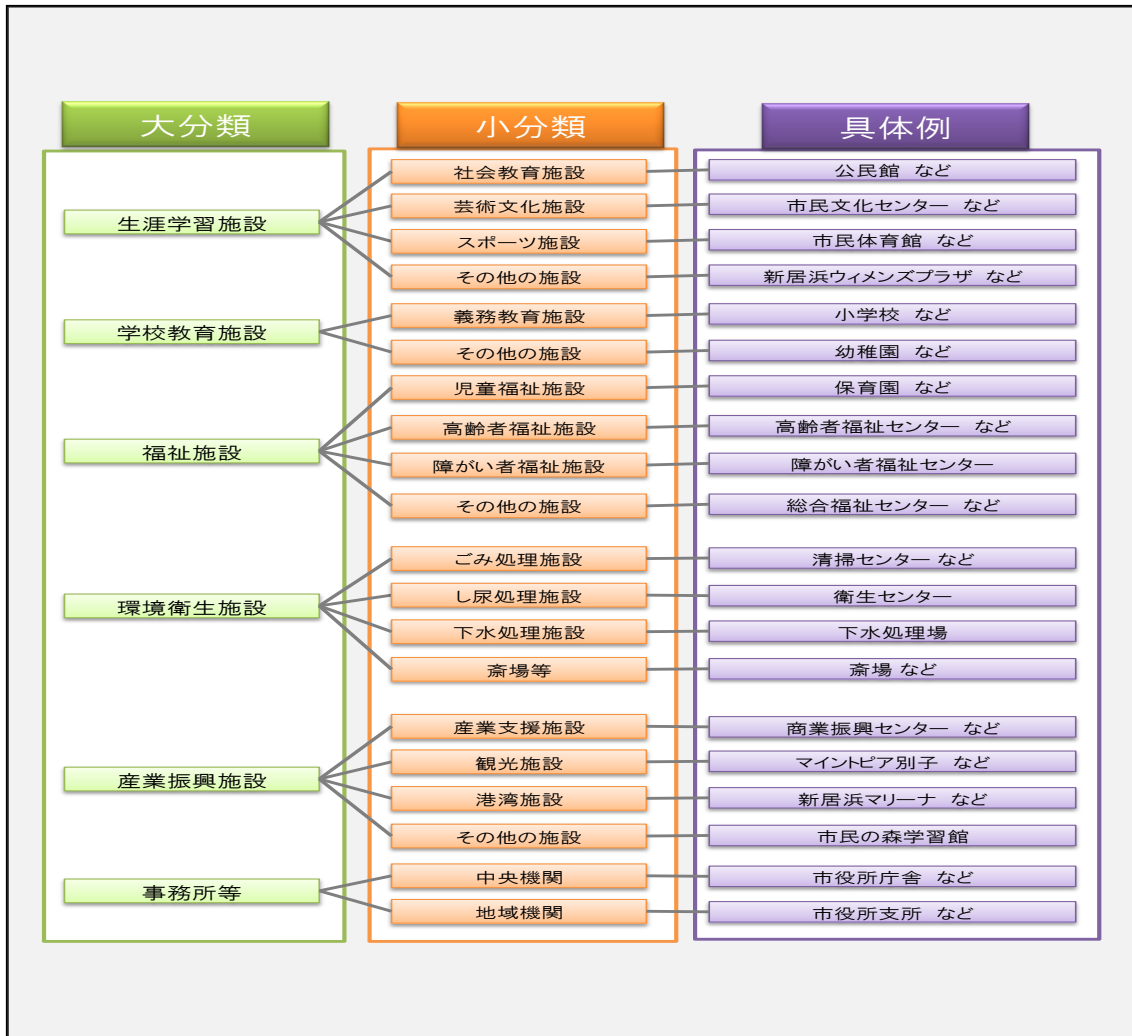 大分類 小分類 具体例
生涯学習施設
社会教育施設 公民館 など
芸術文化施設 市民文化センター など
スポーツ施設 市民体育館 など
その他の施設 新居浜ウィメンズプラザ など
学校教育施設
義務教育施設 小学校 など
その他の施設 幼稚園 など
福祉施設
児童福祉施設 保育園 など
高齢者福祉施設 高齢者福祉センター など
障がい者福祉施設 障がい者福祉センター
その他の施設 総合福祉センター など
環境衛生施設
ごみ処理施設 清掃センター など
し尿処理施設 衛生センター
下水処理施設 下水処理場
斎場等 斎場 など
産業振興施設
産業支援施設 商業振興センター など
観光施設 マイントピア別子 など
港湾施設 新居浜マリーナ など
その他の施設 市民の森学習館
事務所等
中央機関 市役所庁舎 など
地域機関 市役所支所 など